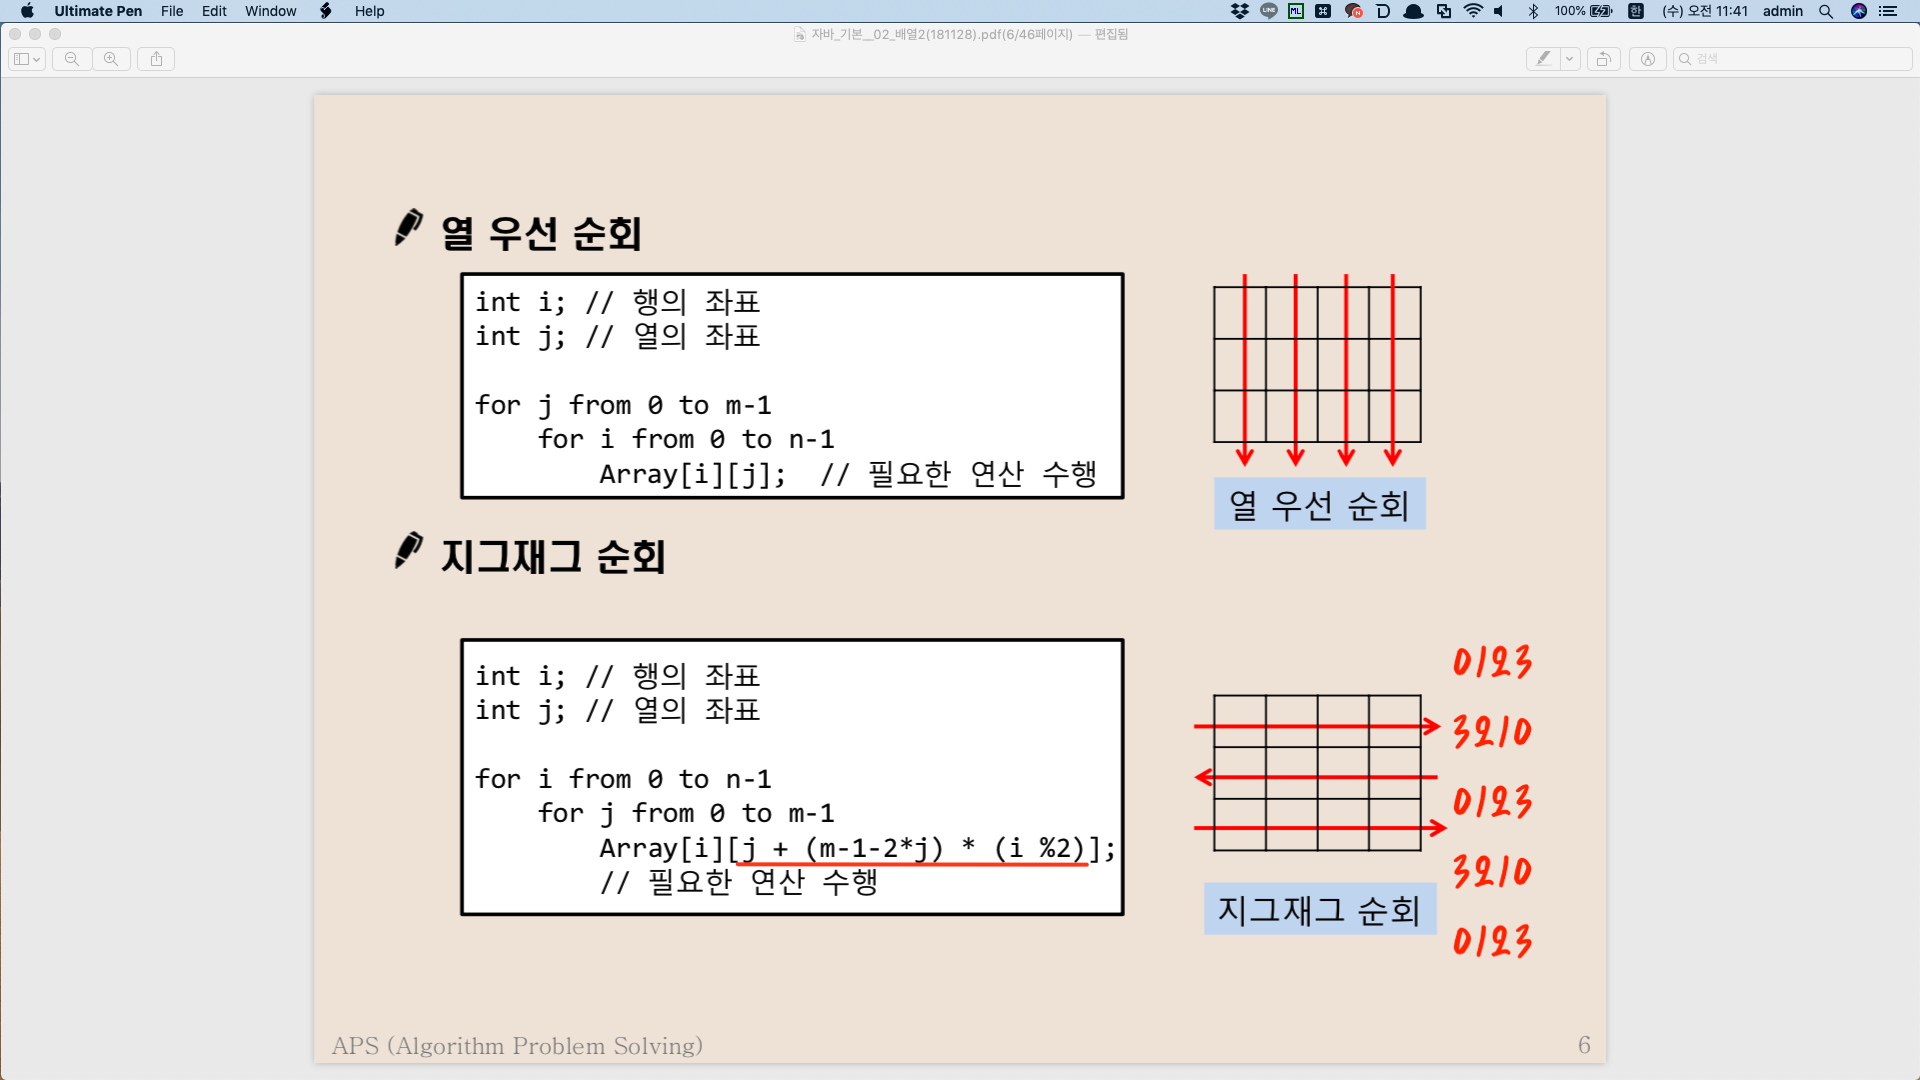 Ultimate Pen File Edit Window Help
LINE ML N 100% 한 (수) 오전 11:41 admin
자바_기본__02_배열2(181128).pdf(6/46페이지) — 편집됨
검색
열 우선 순회
int i; // 행의 좌표
int j; // 열의 좌표
for j from 0 to m-1
for i from 0 to n-1
Array[i][j]; // 필요한 연산 수행
열 우선 순회
지그재그 순회
int i; // 행의 좌표
int j; // 열의 좌표
for i from 0 to n-1
for j from 0 to m-1
Array[i][j + (m-1-2*j) * (i %2)];
// 필요한 연산 수행
0123
3210
0123
3210
0123
지그재그 순회
APS (Algorithm Problem Solving)
6